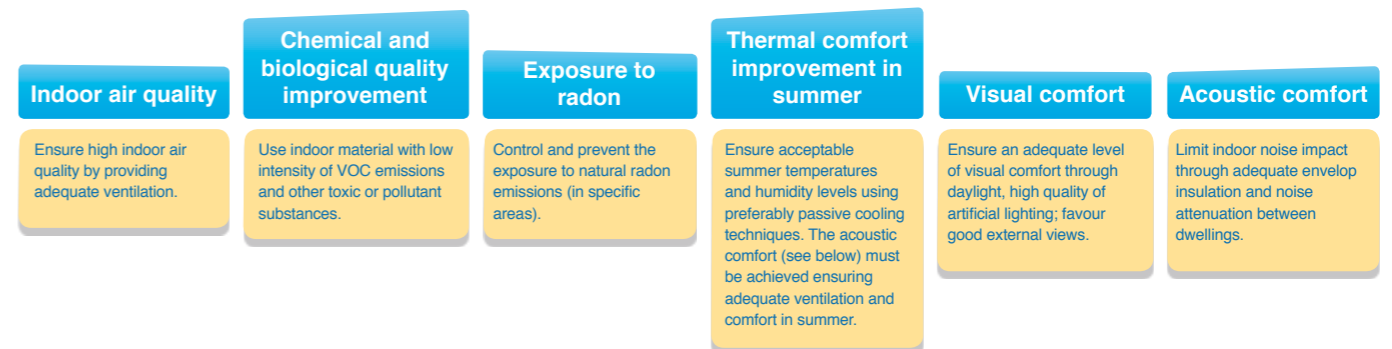 Indoor air quality
Ensure high indoor air
quality by providing
adequate ventilation.
Chemical and
biological quality
improvement
Use indoor material with low
intensity of VOC emissions
and other toxic or pollutant
substances.
Exposure to
radon
Control and prevent the
exposure to natural radon
emissions (in specific
areas).
Thermal comfort
improvement in
summer
Ensure acceptable
summer temperatures
and humidity levels using
preferably passive cooling
techniques. The acoustic
comfort (see below) must
be achieved ensuring
adequate ventilation and
comfort in summer.
Visual comfort
Ensure an adequate level
of visual comfort through
daylight, high quality of
artificial lighting; favour
good external views.
Acoustic comfort
Limit indoor noise impact
through adequate envelop
insulation and noise
attenuation between
dwellings.